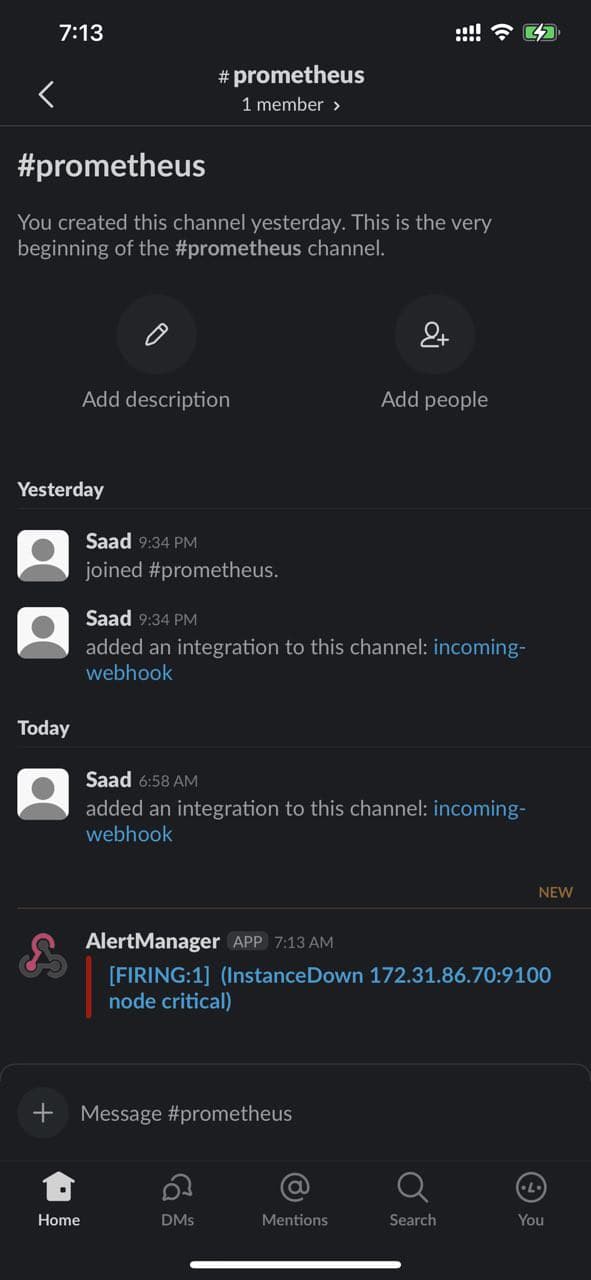 7:13
#prometheus
1 member >
#prometheus
You created this channel yesterday. This is the very
beginning of the #prometheus channel.
Add description
Add people
Yesterday
Saad 9:34 PM
joined #prometheus.
Saad 9:34 PM
added an integration to this channel: incoming-
webhook
Today
Saad 6:58 AM
added an integration to this channel: incoming-
webhook
NEW
AlertManager APP 7:13 AM
[FIRING:1] (InstanceDown 172.31.86.70:9100
node critical)
Message #prometheus
Home
DMs
Mentions
Search
You